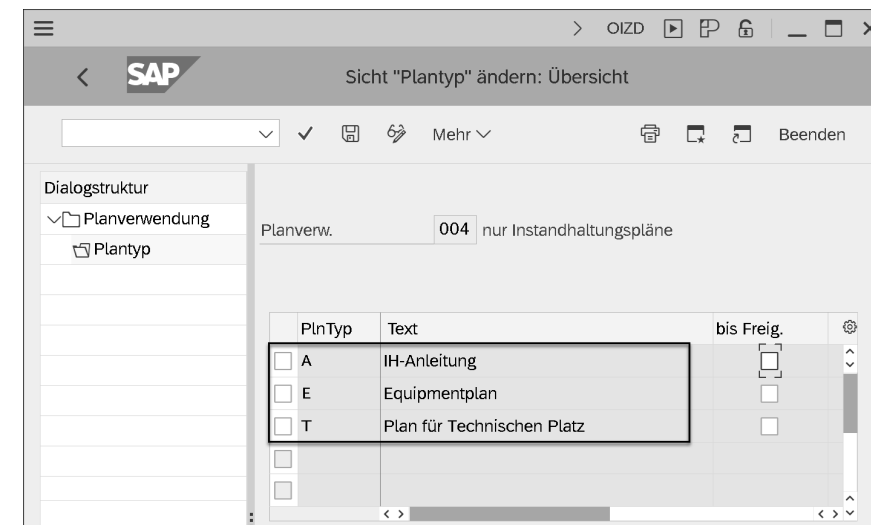 OIZD
SAP
Sicht "Plantyp" ändern: Übersicht
Mehr
Beenden
Dialogstruktur
Planverwendung
Plantyp
Planverw. 004 nur Instandhaltungspläne
PlnTyp Text bis Freig.
A IH-Anleitung
E Equipmentplan
T Plan für Technischen Platz